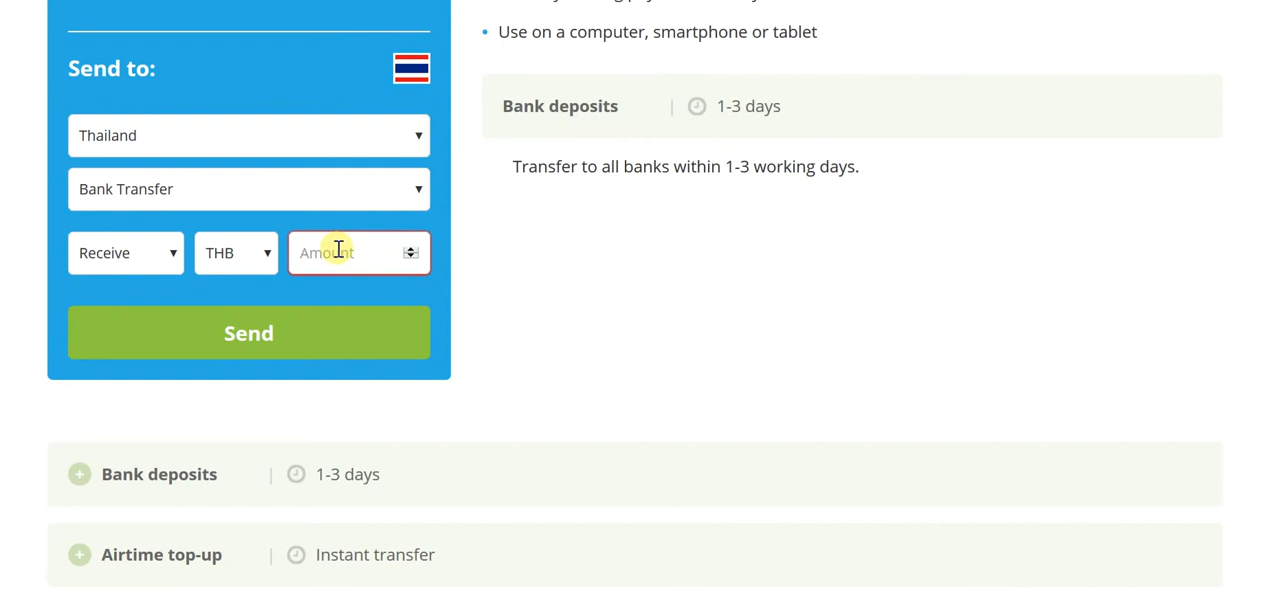 Send to:
Thailand
Bank Transfer
Receive
THB
Amount
Send
Use on a computer, smartphone or tablet
Bank deposits | 1-3 days
Transfer to all banks within 1-3 working days.
Bank deposits | 1-3 days
Airtime top-up | Instant transfer